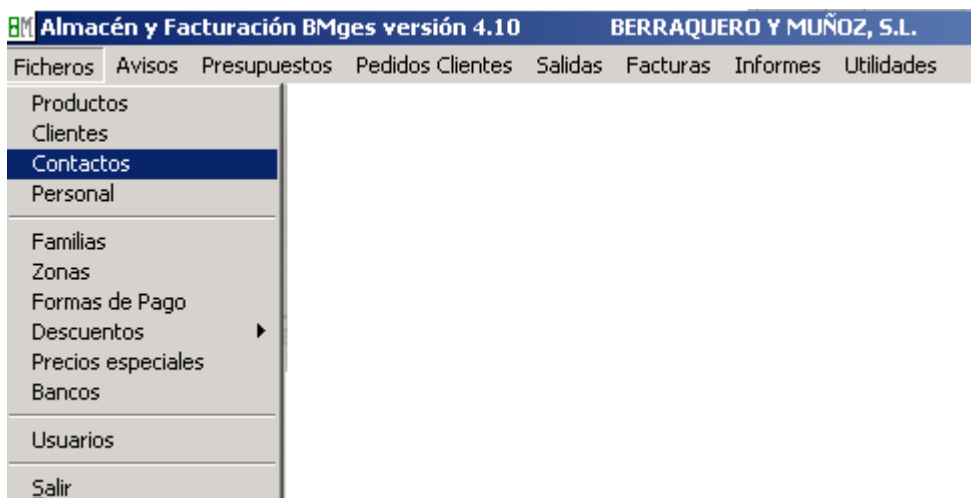 BM Almacén y Facturación BMges versión 4.10 BERRAQUERO Y MUÑOZ, S.L.
Ficheros Avisos Presupuestos Pedidos Clientes Salidas Facturas Informes Utilidades
Productos
Clientes
Contactos
Personal
Familias
Zonas
Formas de Pago
Descuentos
Precios especiales
Bancos
Usuarios
Salir